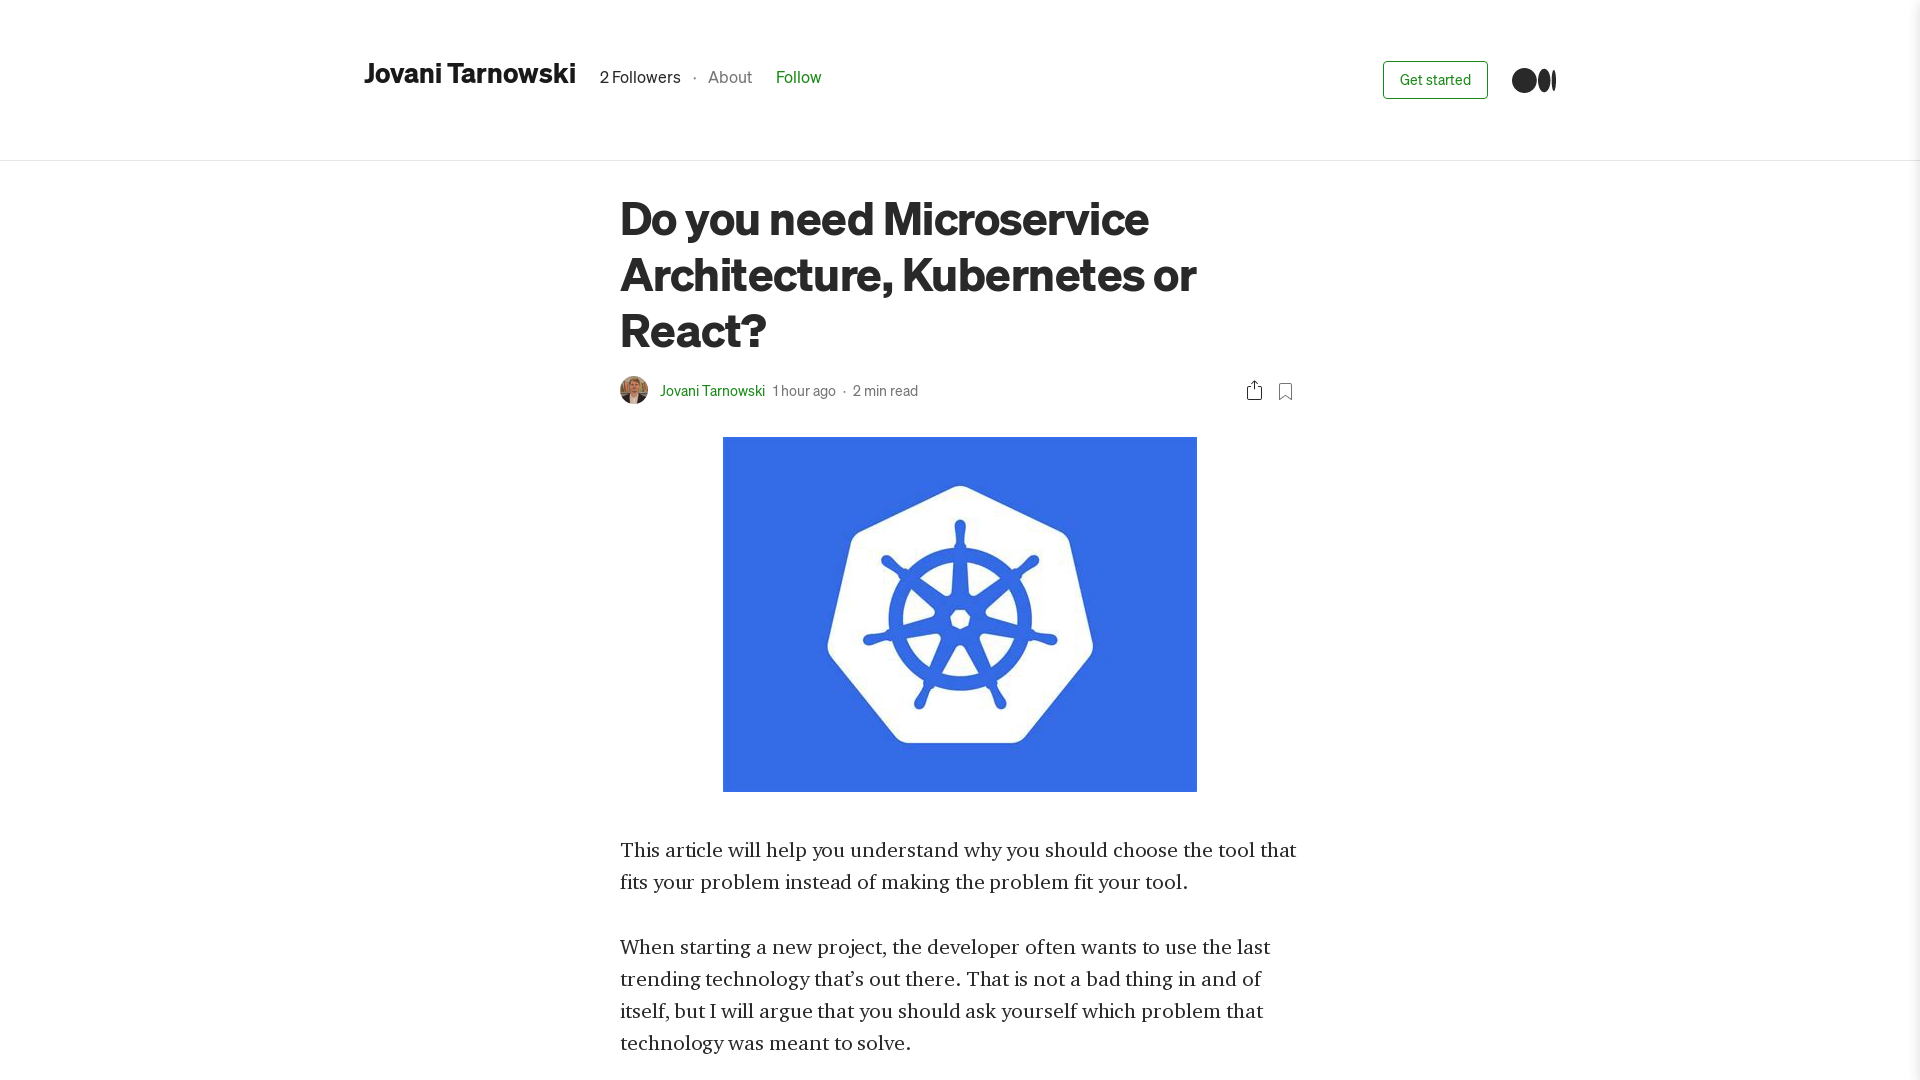 Jovani Tarnowski
2 Followers · About Follow
Get started
Do you need Microservice
Architecture, Kubernetes or
React?
Jovani Tarnowski 1 hour ago · 2 min read
This article will help you understand why you should choose the tool that
fits your problem instead of making the problem fit your tool.
When starting a new project, the developer often wants to use the last
trending technology that’s out there. That is not a bad thing in and of
itself, but I will argue that you should ask yourself which problem that
technology was meant to solve.